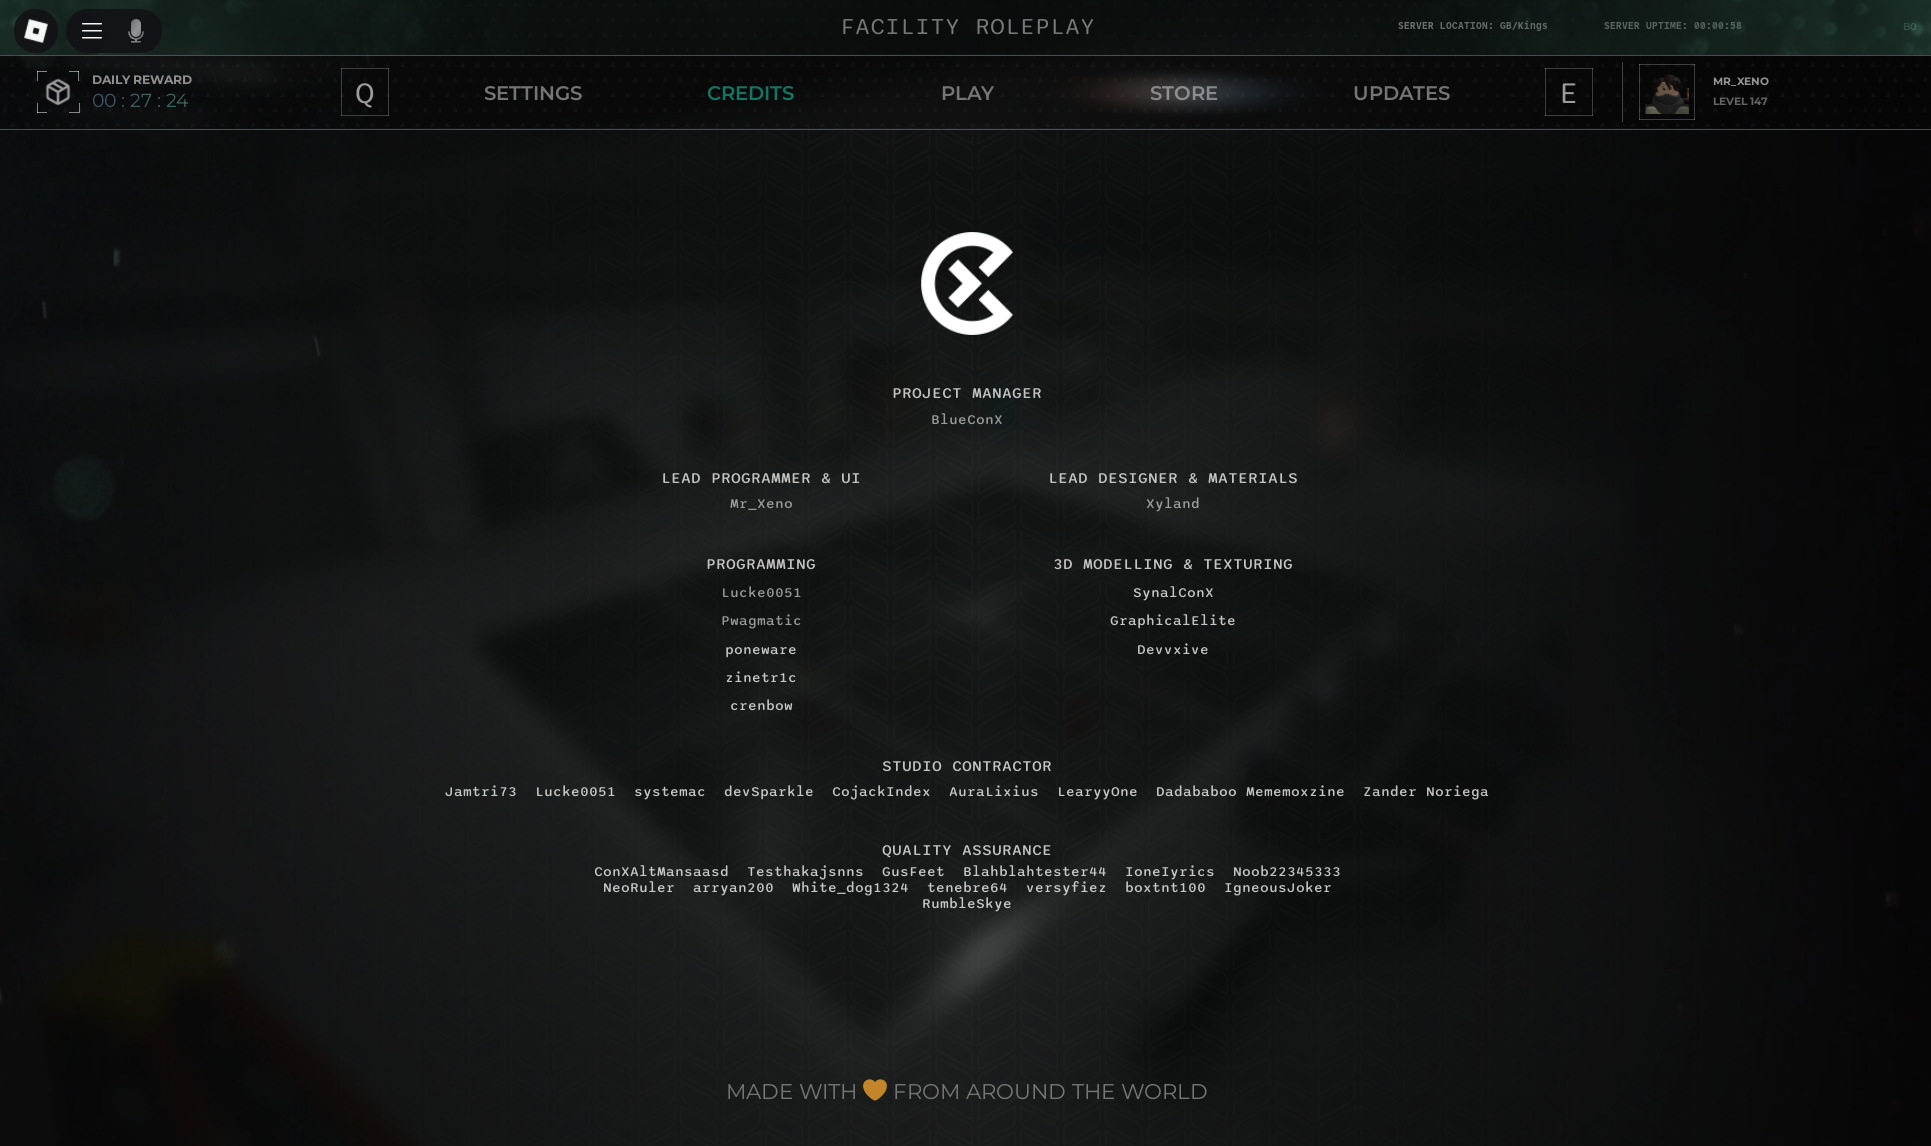 FACILITY ROLEPLAY
SERVER LOCATION: GB/Kings
SERVER UPTIME: 00:00:58
DAILY REWARD
00 : 27 : 24
Q
SETTINGS
CREDITS
PLAY
STORE
UPDATES
E
MR_XENO
LEVEL 147
PROJECT MANAGER
BlueConX
LEAD PROGRAMMER & UI
Mr_Xeno
LEAD DESIGNER & MATERIALS
Xyland
PROGRAMMING
Lucke0051
Pwagmatic
poneware
zinetr1c
crenbow
3D MODELLING & TEXTURING
SynalConX
GraphicalElite
Devvxive
STUDIO CONTRACTOR
Jamtri73 Lucke0051 systemac devSparkle CojackIndex AuraLixius LearyyOne Dadababoo Mememoxzine Zander Noriega
QUALITY ASSURANCE
ConXAltMansaasd Testhakajsnns GusFeet Blahblahtester44 IoneIyrics Noob22345333
NeoRuler arryan200 White_dog1324 tenebre64 versyfiez boxtnt100 IgneousJoker
RumbleSkye
MADE WITH 🧡 FROM AROUND THE WORLD